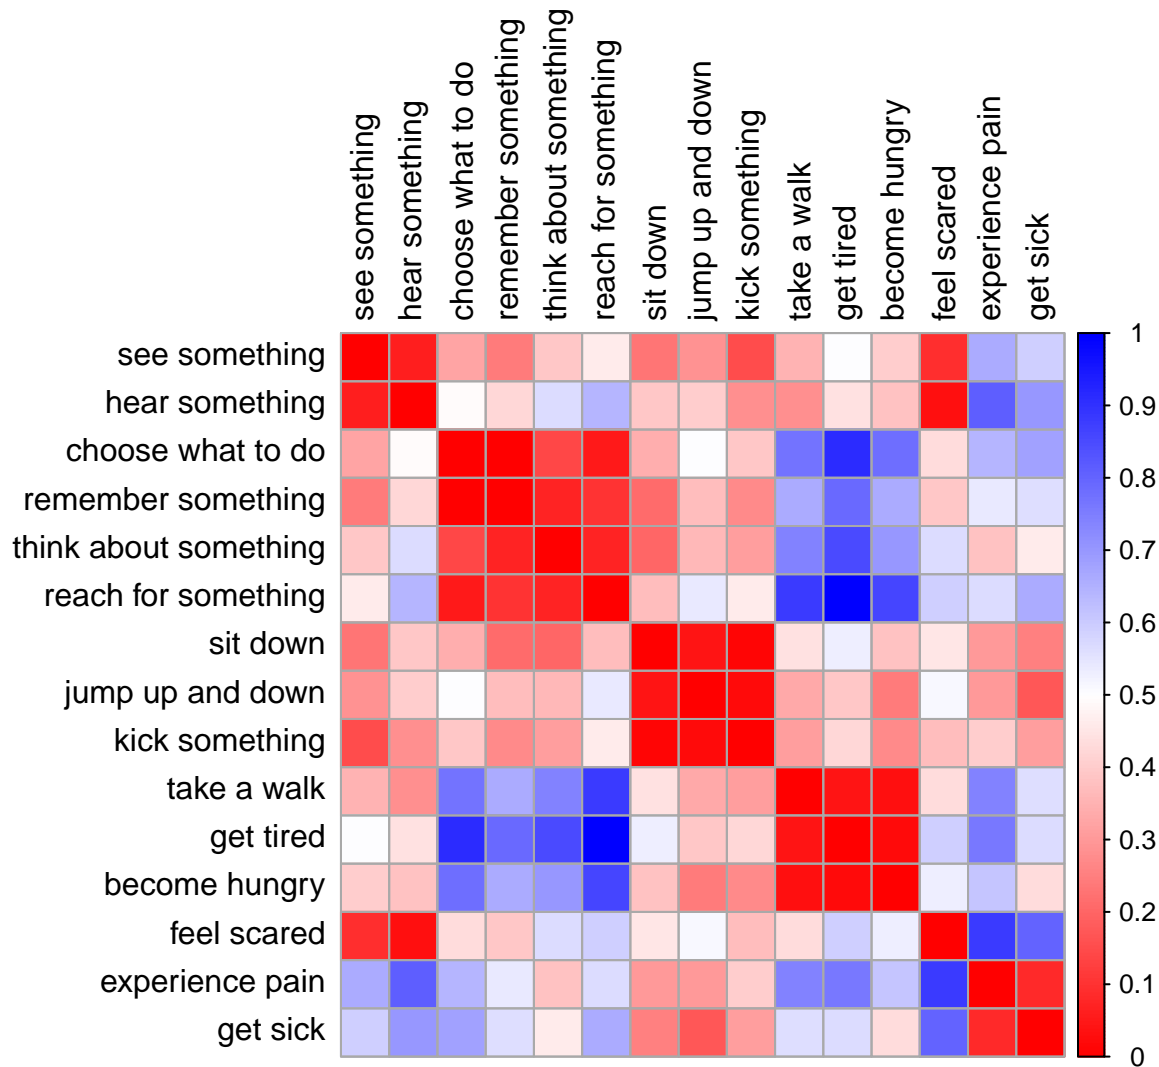 see something
hear something
choose what to do
remember something
think about something
reach for something
sit down
jump up and down
kick something
take a walk
get tired
become hungry
feel scared
experience pain
get sick
see something
hear something
choose what to do
remember something
think about something
reach for something
sit down
jump up and down
kick something
take a walk
get tired
become hungry
feel scared
experience pain
get sick
1
0.9
0.8
0.7
0.6
0.5
0.4
0.3
0.2
0.1
0